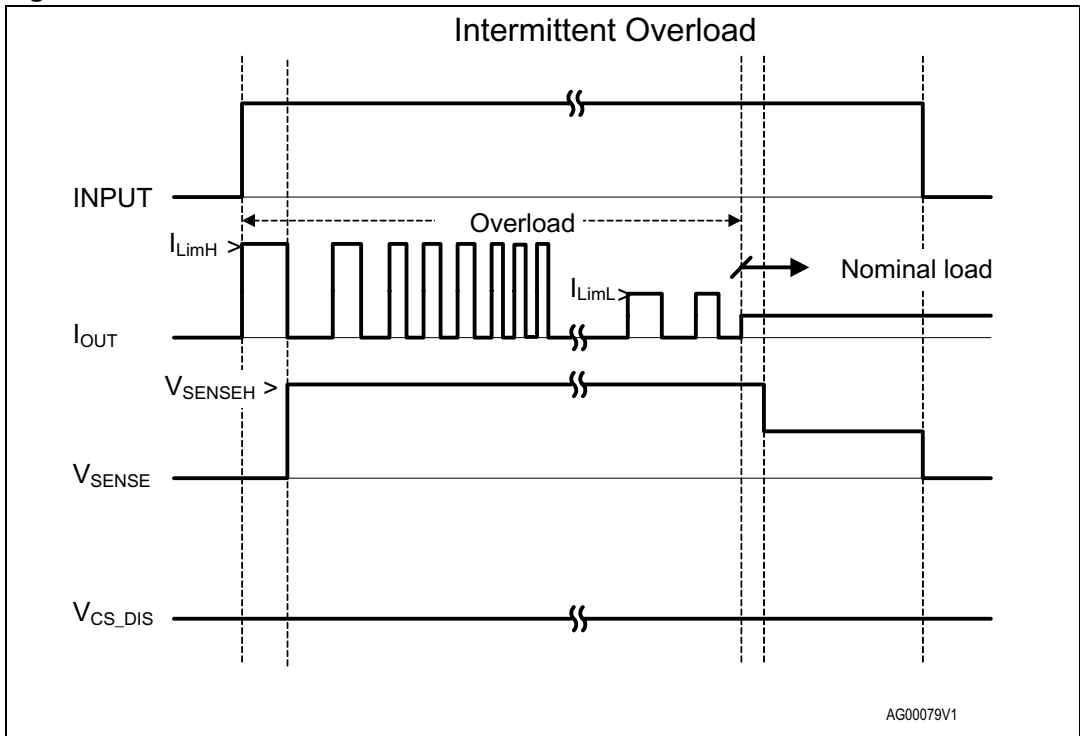 Intermittent Overload
INPUT
Overload
I_LimH >
I_LimL >
Nominal load
I_OUT
V_SENSEH >
V_SENSE
V_CS_DIS
AG00079V1